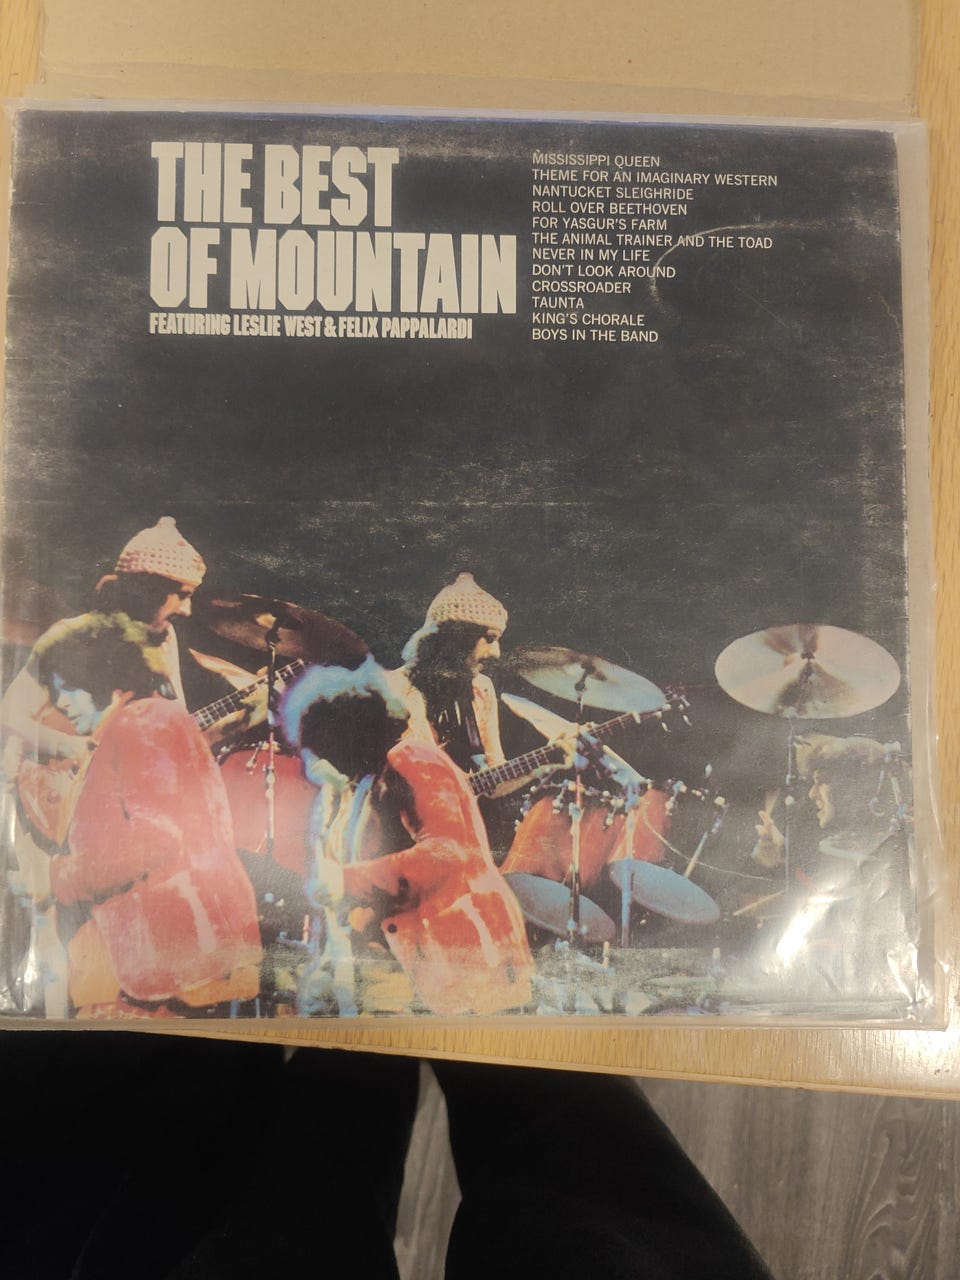 THE BEST
OF MOUNTAIN
FEATURING LESLIE WEST & FELIX PAPPALARDI
MISSISSIPPI QUEEN
THEME FOR AN IMAGINARY WESTERN
NANTUCKET SLEIGHRIDE
ROLL OVER BEETHOVEN
FOR YASGUR'S FARM
THE ANIMAL TRAINER AND THE TOAD
NEVER IN MY LIFE
DON'T LOOK AROUND
CROSSROADER
TAUNTA
KING'S CHORALE
BOYS IN THE BAND